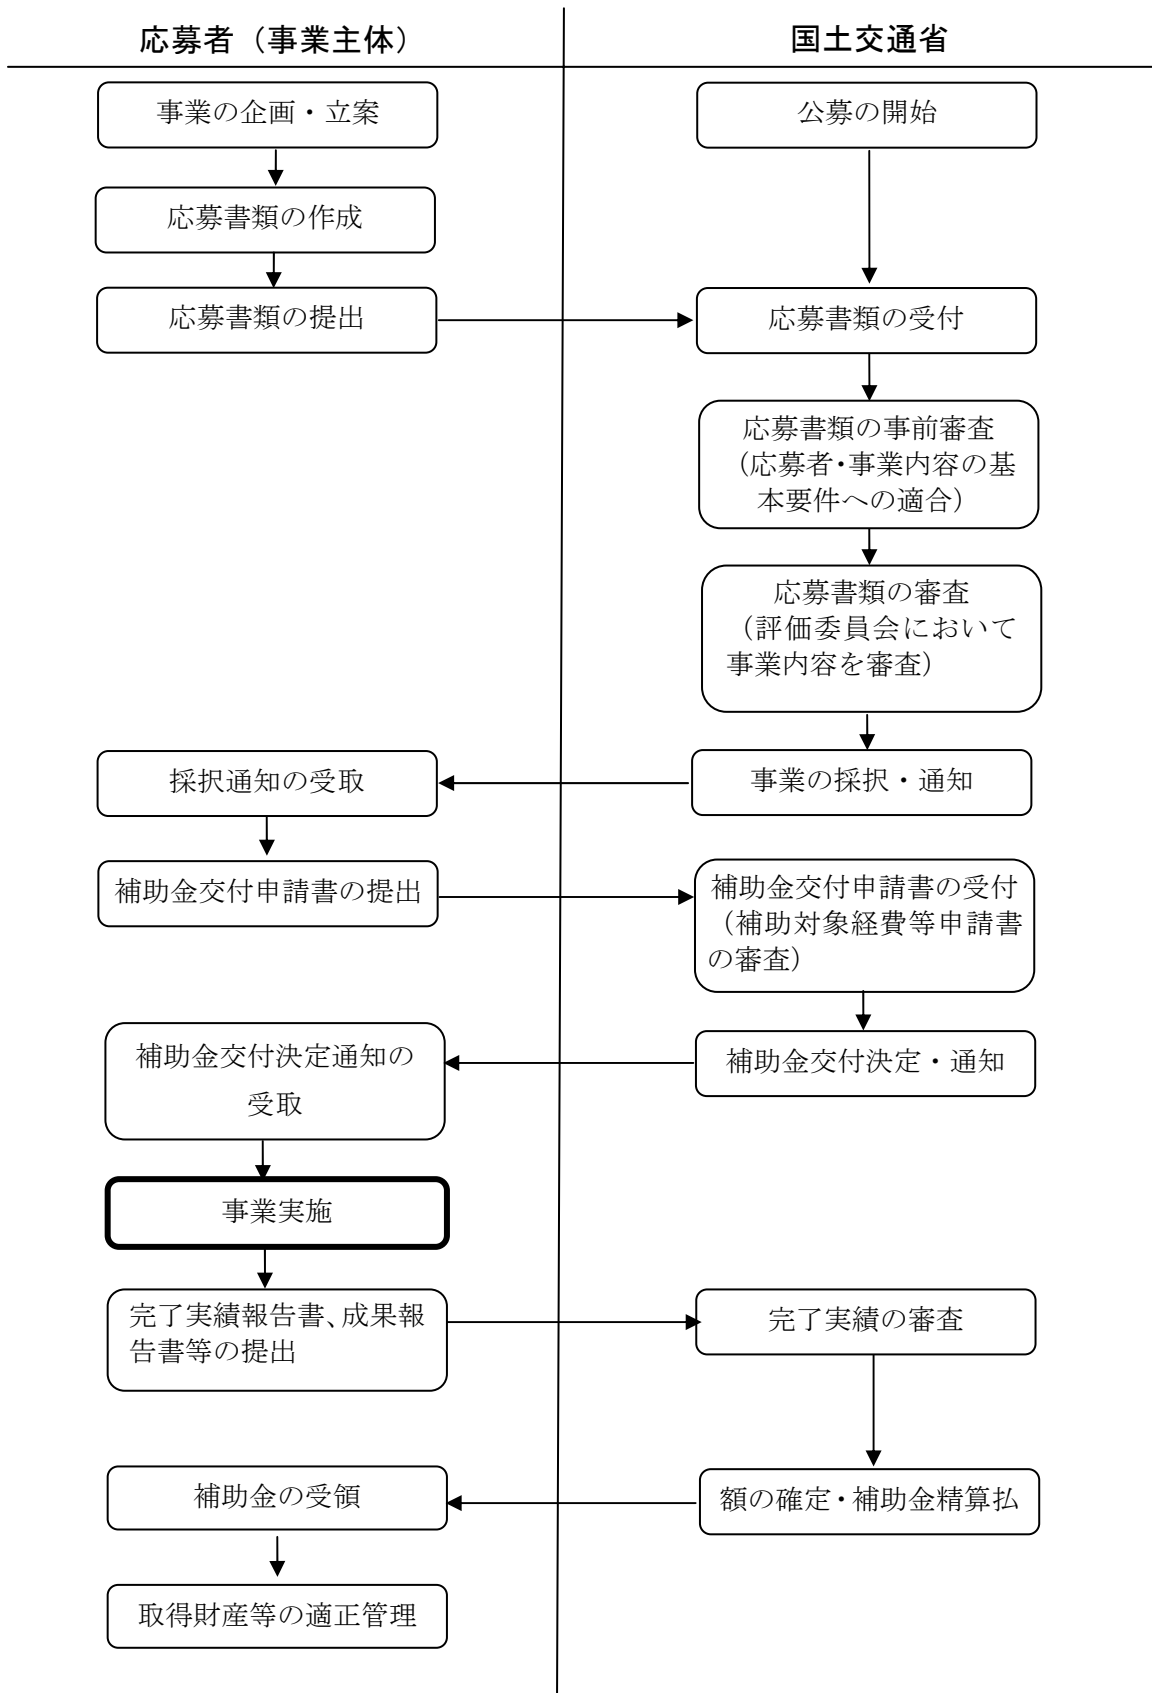 応募者（事業主体）
国土交通省
事業の企画・立案
公募の開始
応募書類の作成
応募書類の提出
応募書類の受付
応募書類の事前審査
（応募者・事業内容の基
本要件への適合）
応募書類の審査
（評価委員会において
事業内容を審査）
採択通知の受取
事業の採択・通知
補助金交付申請書の提出
補助金交付申請書の受付
（補助対象経費等申請書
の審査）
補助金交付決定通知の
受取
補助金交付決定・通知
事業実施
完了実績報告書、成果報
告書等の提出
完了実績の審査
補助金の受領
額の確定・補助金精算払
取得財産等の適正管理